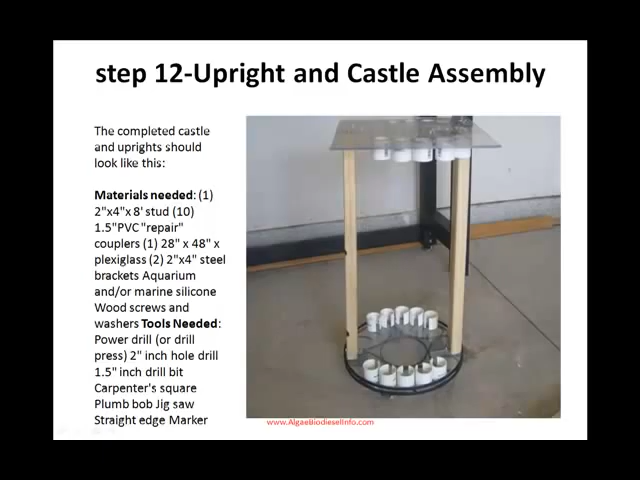 step 12-Upright and Castle Assembly
The completed castle
and uprights should
look like this:
Materials needed: (1)
2"x4"x 8' stud (10)
1.5"PVC "repair"
couplers (1) 28" x 48" x
plexiglass (2) 2"x4" steel
brackets Aquarium
and/or marine silicone
Wood screws and
washers Tools Needed:
Power drill (or drill
press) 2" inch hole drill
1.5" inch drill bit
Carpenter's square
Plumb bob Jig saw
Straight edge Marker
www.AlgaeBiodieselInfo.com